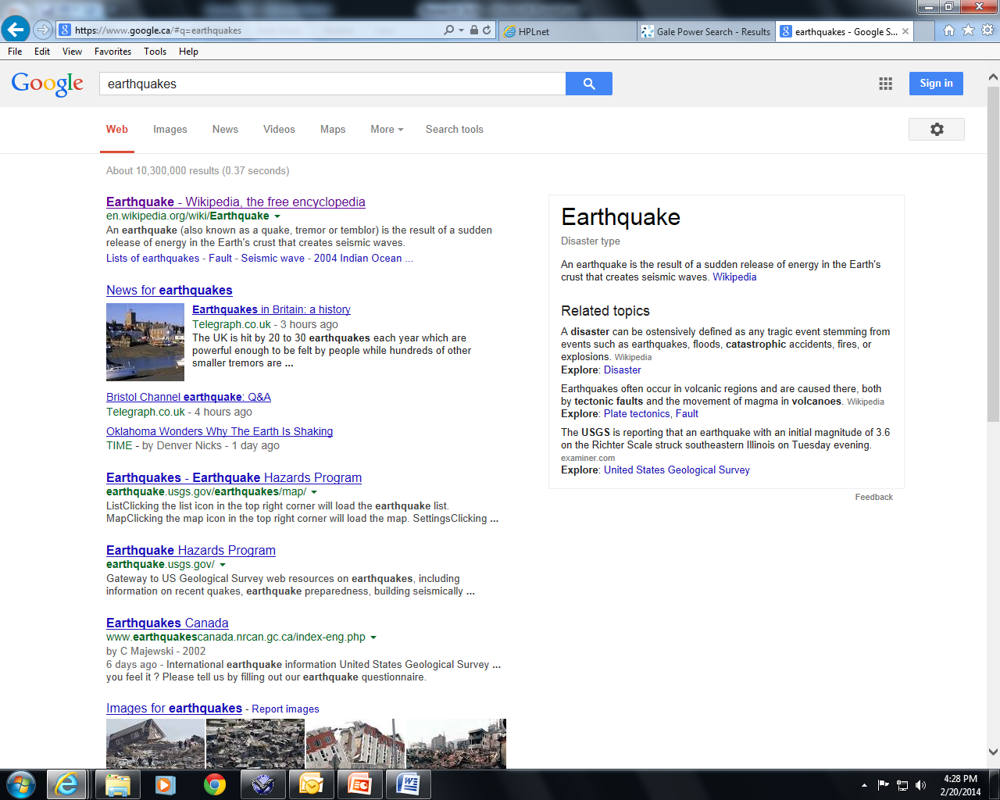 https://www.google.ca/#q=earthquakes
HPLnet
Gale Power Search - Results
earthquakes - Google S...
File Edit View Favorites Tools Help
Google
earthquakes
Sign in
Web Images News Videos Maps More Search tools
About 10,300,000 results (0.37 seconds)
Earthquake - Wikipedia, the free encyclopedia
en.wikipedia.org/wiki/Earthquake
An earthquake (also known as a quake, tremor or temblor) is the result of a sudden
release of energy in the Earth's crust that creates seismic waves.
Lists of earthquakes - Fault - Seismic wave - 2004 Indian Ocean ...
News for earthquakes
Earthquakes in Britain: a history
Telegraph.co.uk - 3 hours ago
The UK is hit by 20 to 30 earthquakes each year which are
powerful enough to be felt by people while hundreds of other
smaller tremors are ...
Bristol Channel earthquake: Q&A
Telegraph.co.uk - 4 hours ago
Oklahoma Wonders Why The Earth Is Shaking
TIME - by Denver Nicks - 1 day ago
Earthquakes - Earthquake Hazards Program
earthquake.usgs.gov/earthquakes/map/
ListClicking the list icon in the top right corner will load the earthquake list.
MapClicking the map icon in the top right corner will load the map. SettingsClicking ...
Earthquake Hazards Program
earthquake.usgs.gov/
Gateway to US Geological Survey web resources on earthquakes, including
information on recent quakes, earthquake preparedness, building seismically ...
Earthquakes Canada
www.earthquakescanada.nrcan.gc.ca/index-eng.php
by C Majewski - 2002
6 days ago - International earthquake information United States Geological Survey ...
you feel it ? Please tell us by filling out our earthquake questionnaire.
Images for earthquakes - Report images
Earthquake
Disaster type
An earthquake is the result of a sudden release of energy in the Earth's
crust that creates seismic waves. Wikipedia
Related topics
A disaster can be ostensively defined as any tragic event stemming from
events such as earthquakes, floods, catastrophic accidents, fires, or
explosions. Wikipedia
Explore: Disaster
Earthquakes often occur in volcanic regions and are caused there, both
by tectonic faults and the movement of magma in volcanoes. Wikipedia
Explore: Plate tectonics, Fault
The USGS is reporting that an earthquake with an initial magnitude of 3.6
on the Richter Scale struck southeastern Illinois on Tuesday evening.
examiner.com
Explore: United States Geological Survey
Feedback
4:28 PM
2/20/2014